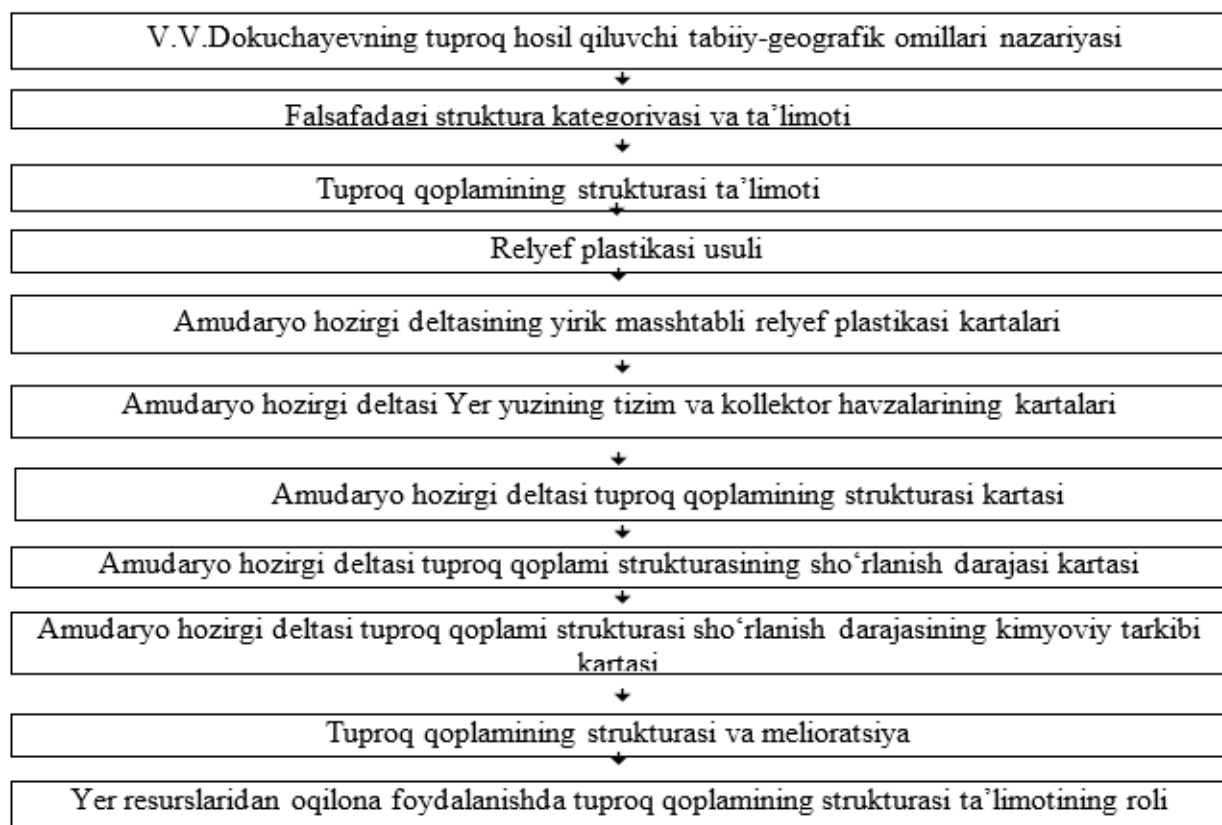 V.V.Dokuchayevning tuproq hosil qiluvchi tabiiy-geografik omillari nazariyasi
Falsafadagi struktura kategoriyasi va ta’limoti
Tuproq qoplamining strukturasi ta’limoti
Relyef plastikasi usuli
Amudaryo hozirgi deltasining yirik masshtabli relyef plastikasi kartalari
Amudaryo hozirgi deltasi Yer yuzining tizim va kollektor havzalarining kartalari
Amudaryo hozirgi deltasi tuproq qoplamining strukturasi kartasi
Amudaryo hozirgi deltasi tuproq qoplami strukturasining sho‘rlanish darajasi kartasi
Amudaryo hozirgi deltasi tuproq qoplami strukturasi sho‘rlanish darajasining kimyoviy tarkibi
kartasi
Tuproq qoplamining strukturasi va melioratsiya
Yer resurslaridan oqilona foydalanishda tuproq qoplamining strukturasi ta’limotining roli